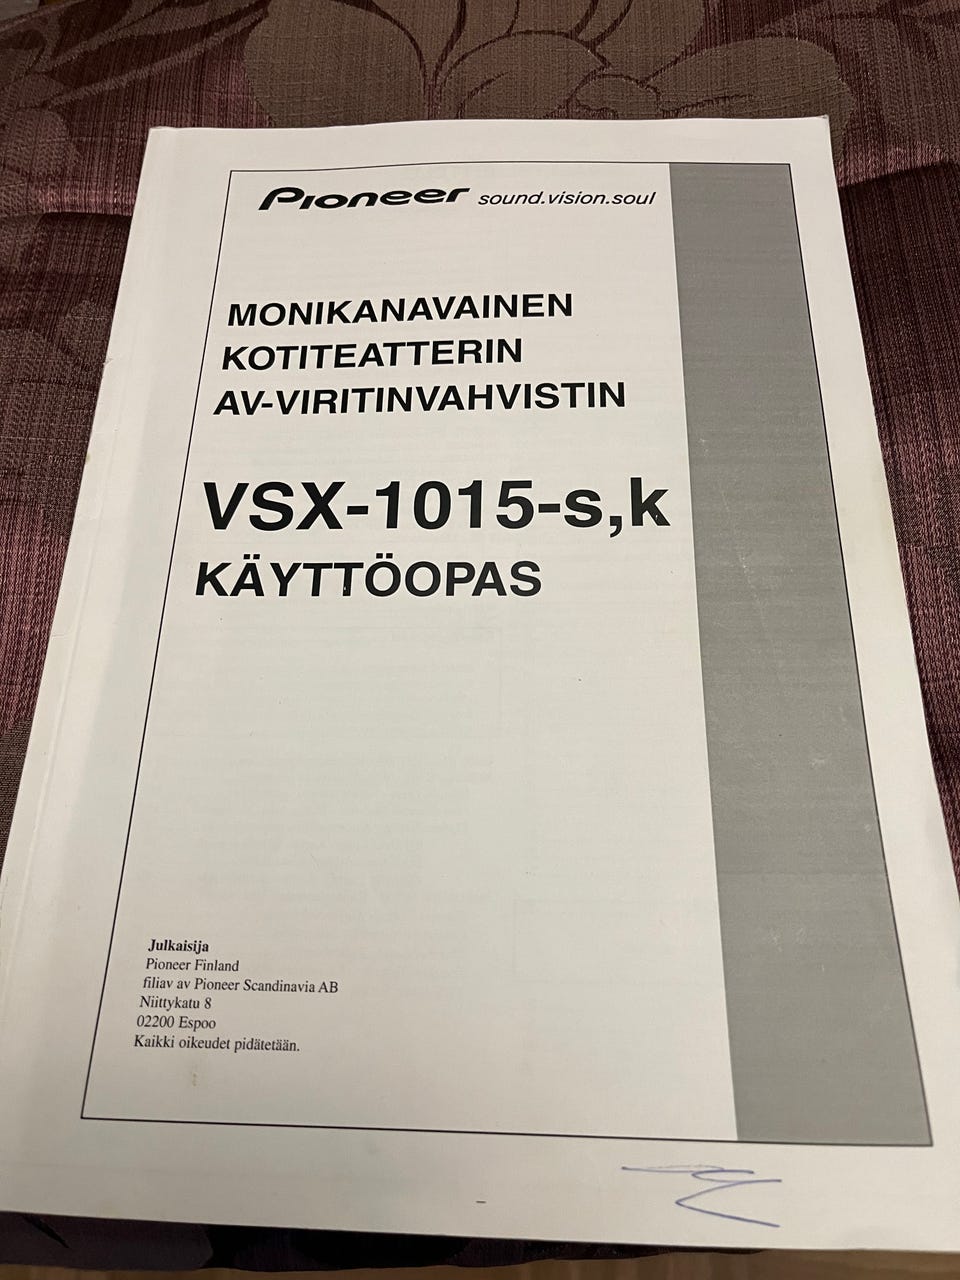 Pioneer sound.vision.soul
MONIKANAVAINEN
KOTITEATTERIN
AV-VIRITINVAHVISTIN
VSX-1015-s,k
KÄYTTÖOPAS
Julkaisija
Pioneer Finland
filiav av Pioneer Scandinavia AB
Niittykatu 8
02200 Espoo
Kaikki oikeudet pidätetään.